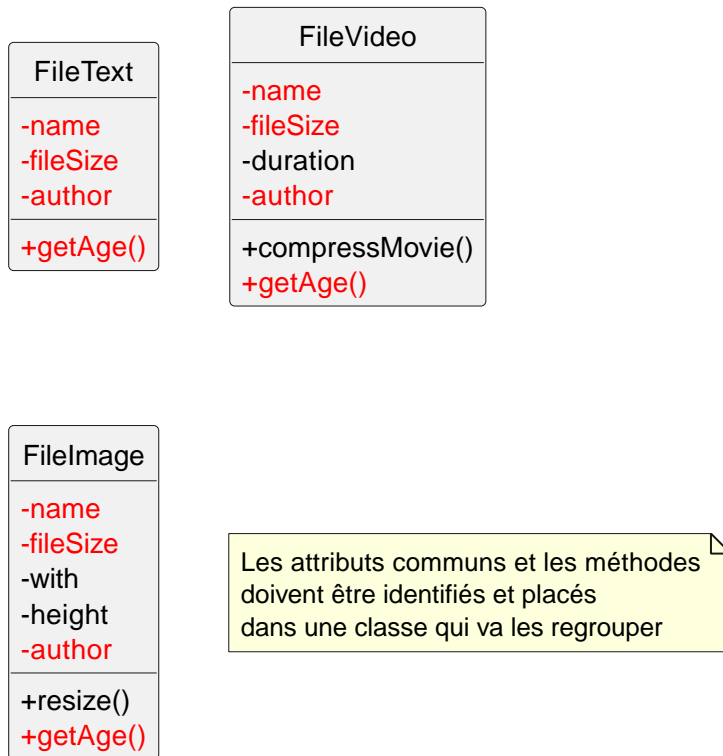 FileText
-name
-fileSize
-author
+getAge()
FileVideo
-name
-fileSize
-duration
-author
+compressMovie()
+getAge()
FileImage
-name
-fileSize
-with
-height
-author
+resize()
+getAge()
Les attributs communs et les méthodes
doivent être identifiés et placés
dans une classe qui va les regrouper